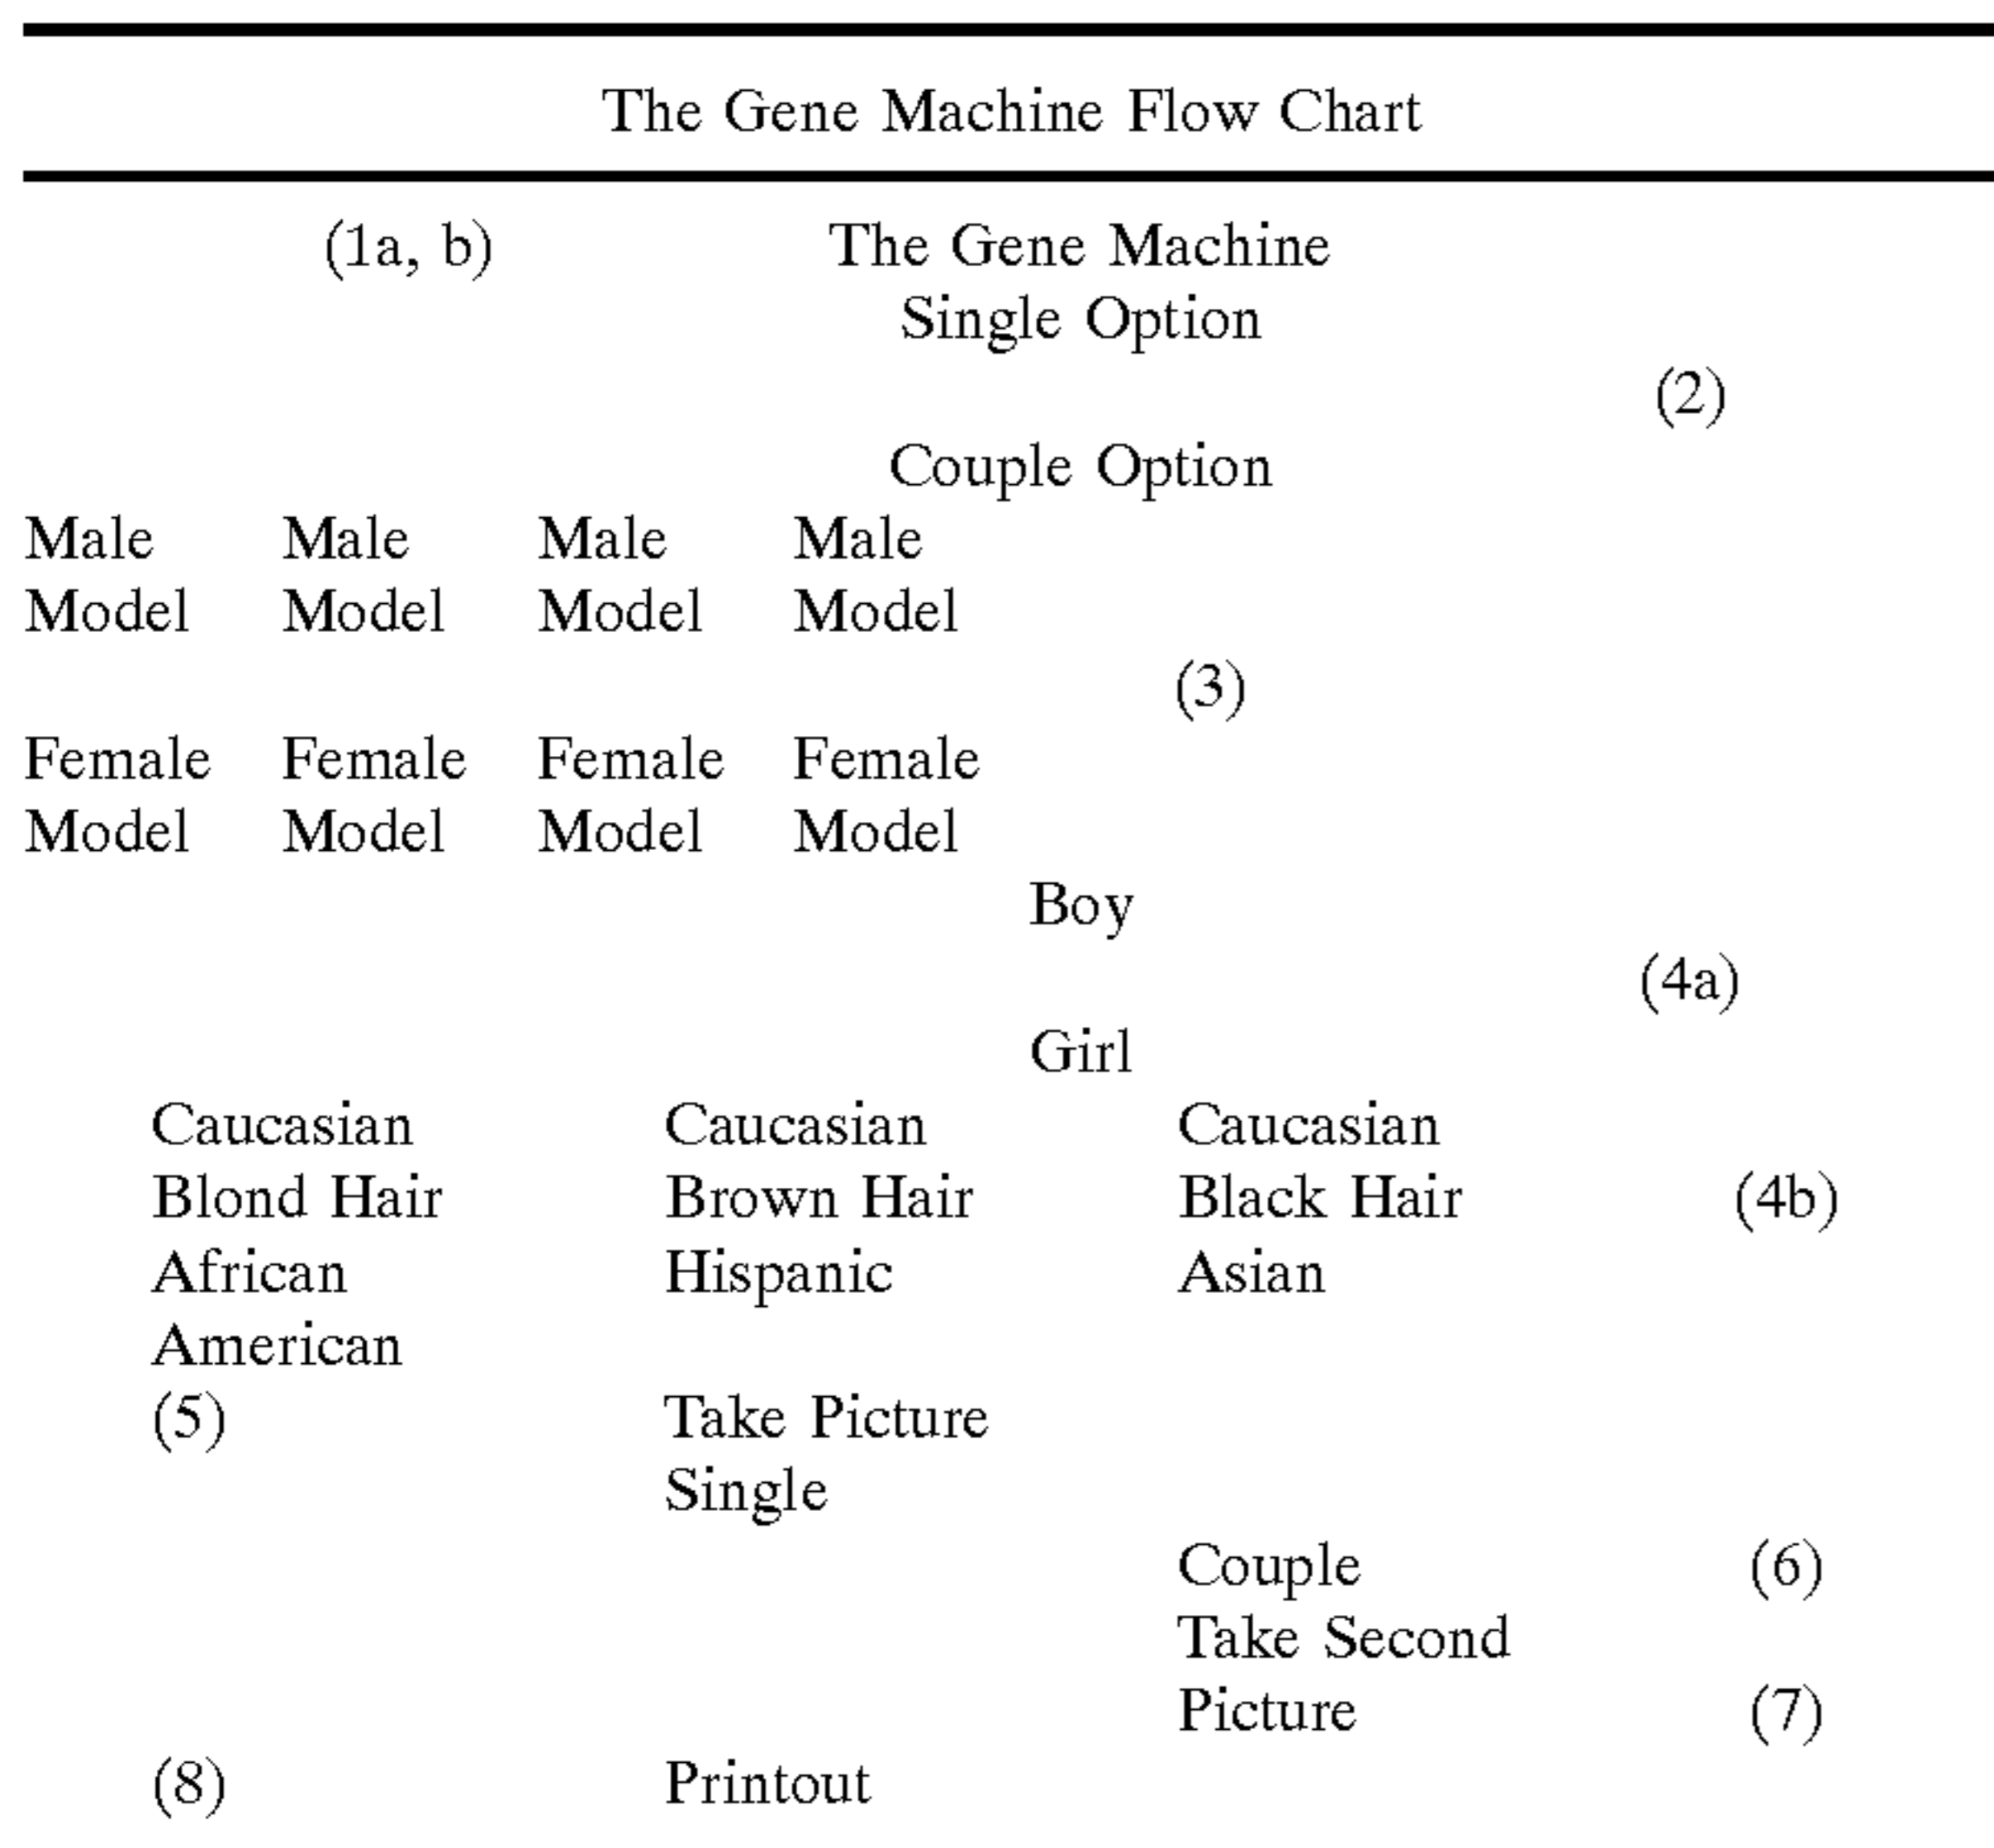 The Gene Machine Flow Chart
(1a, b) The Gene Machine
Single Option
(2)
Couple Option
Male Male Male Male
Model Model Model Model
(3)
Female Female Female Female
Model Model Model Model
Boy
(4a)
Girl
Caucasian Caucasian Caucasian
Blond Hair Brown Hair Black Hair (4b)
African Hispanic Asian
American
(5) Take Picture
Single
Couple (6)
Take Second
Picture (7)
(8) Printout